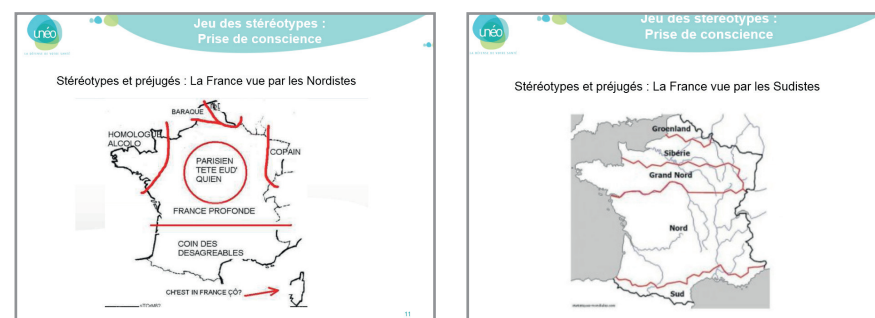 Jeu des stéréotypes :
Prise de conscience
unéo
Stéréotypes et préjugés : La France vue par les Nordistes
BARAQUE
HOMOLOGUE
ALCOLO
COPAIN
PARISIEN
TETE EUD'
QUIEN
FRANCE PROFONDE
COIN DES
DESAGREABLES
CH'EST IN FRANCE ÇÔ?
11
Jeu des stéréotypes :
Prise de conscience
unéo
Stéréotypes et préjugés : La France vue par les Sudistes
Groenland
Sibérie
Grand Nord
Nord
Sud